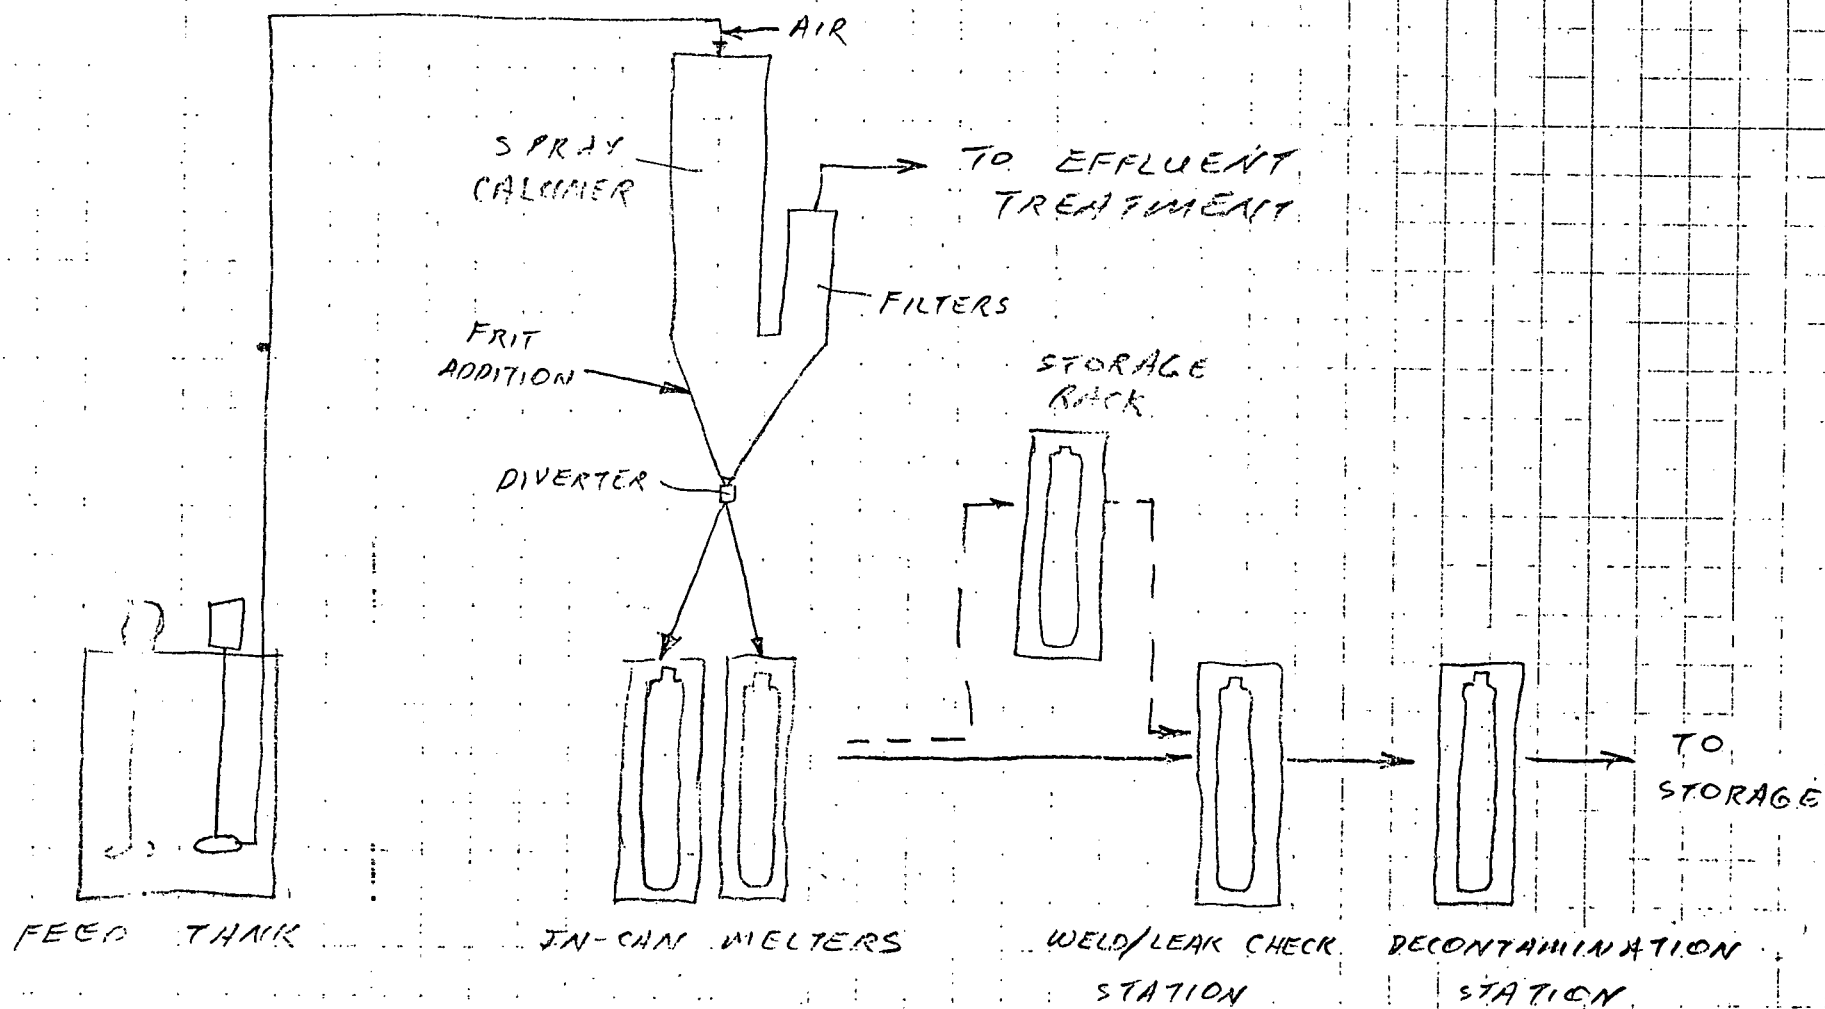 AIR
SPRAY
CALCINER
TO EFFLUENT
TREATMENT
FILTERS
FRIT
ADDITION
STORAGE
RACK
DIVERTER
TO
STORAGE
FEED TANK
IN-CAN MELTERS
WELD/LEAK CHECK
STATION
DECONTAMINATION
STATION